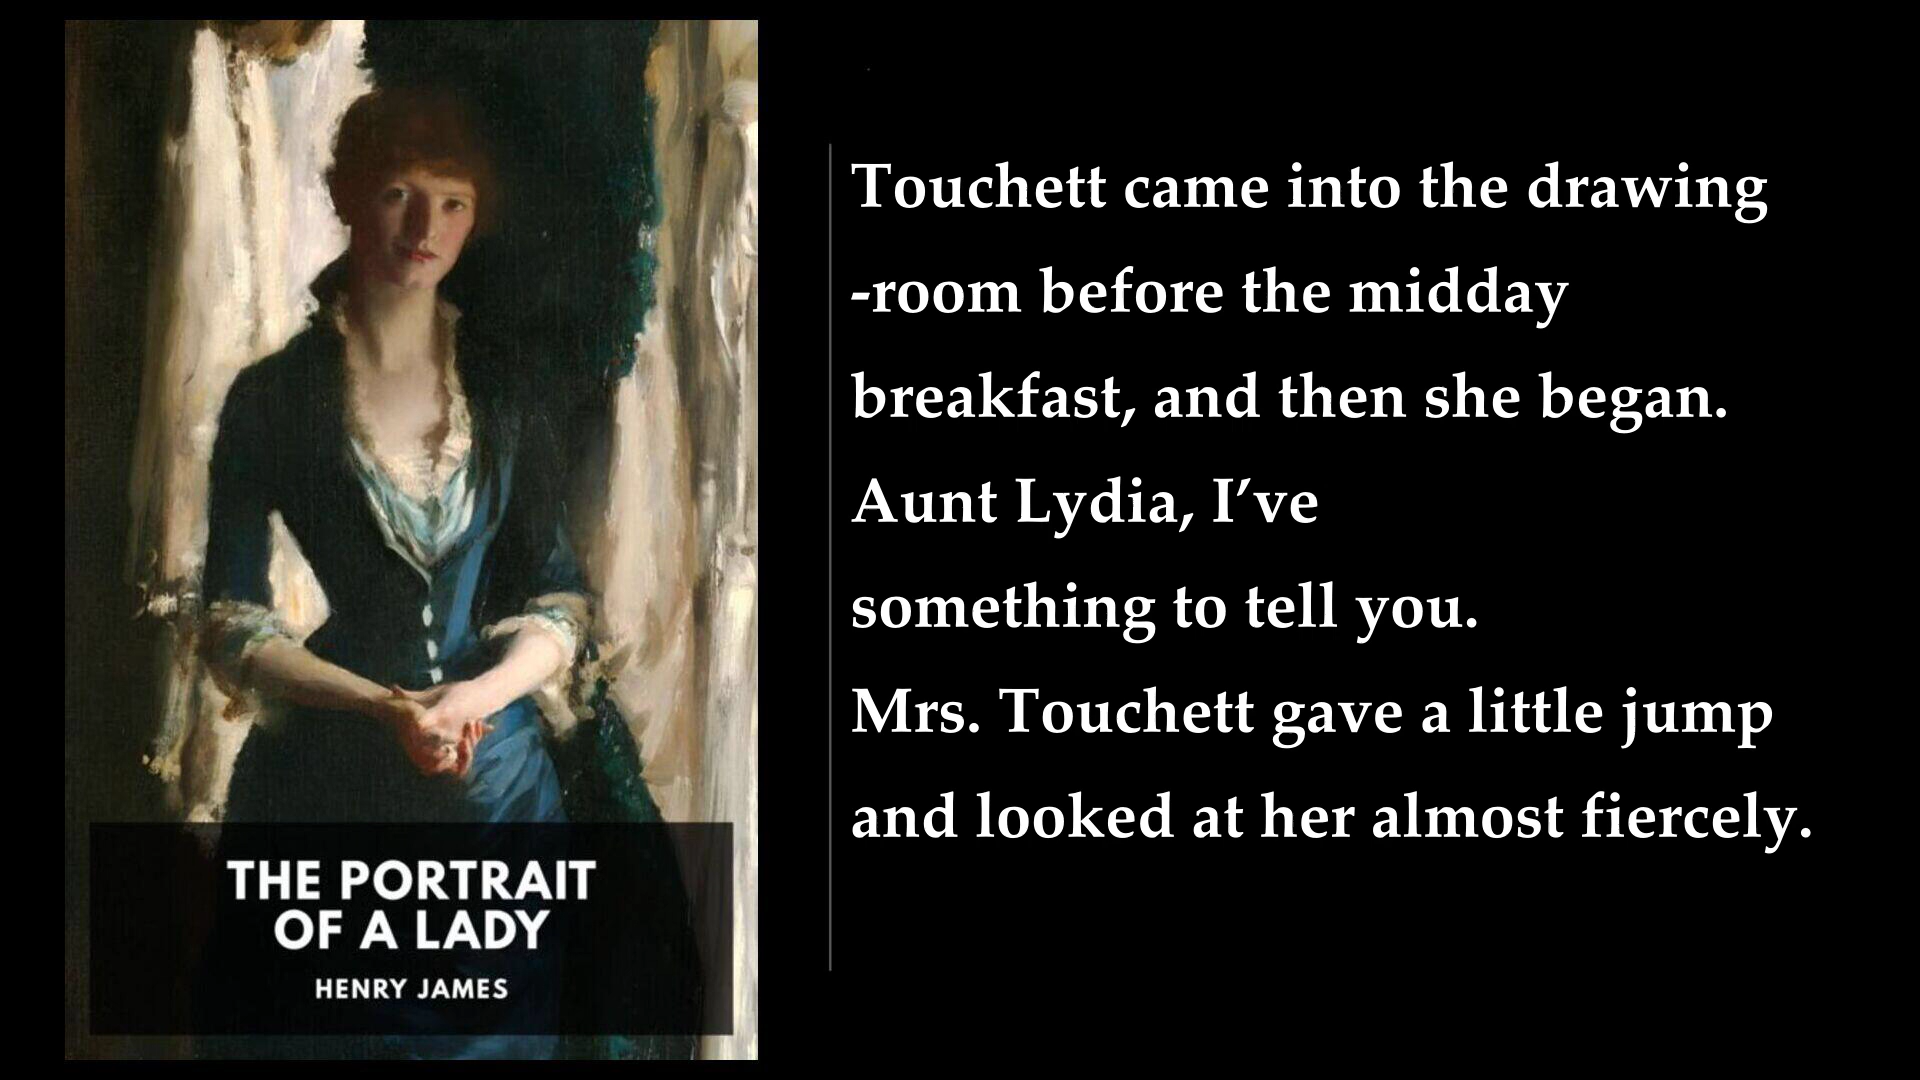 THE PORTRAIT
OF A LADY
HENRY JAMES
Touchett came into the drawing
-room before the midday
breakfast, and then she began.
Aunt Lydia, I’ve
something to tell you.
Mrs. Touchett gave a little jump
and looked at her almost fiercely.